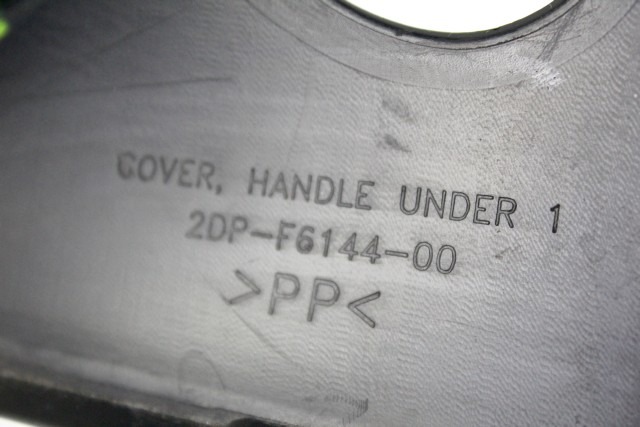 COVER, HANDLE UNDER 1
2DP-F6144-00
>PP<